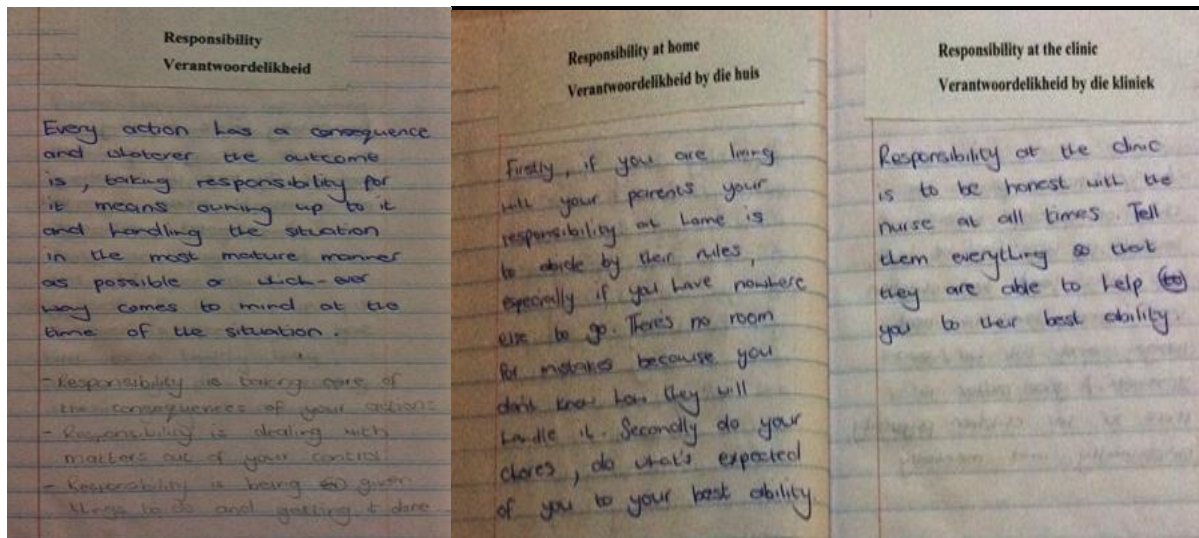 Responsibility
Verantwoordelikheid
Every action has a consequence
and whatever the outcome
is, taking responsibility for
it means owning up to it
and handling the situation
in the most mature manner
as possible or which-ever
way comes to mind at the
time of the situation.
- Responsibility is taking care of
the consequences of your actions
- Responsibility is dealing with
matters out of your control
- Responsibility is being given
things to do and getting it done
Responsibility at home
Verantwoordelikheid by die huis
Firstly, if you are living
with your parents your
responsibility at home is
to abide by their rules,
especially if you have nowhere
else to go. There's no room
for mistakes because you
don't know how they will
handle it. Secondly do your
chores, do what's expected
of you to your best ability.
Responsibility at the clinic
Verantwoordelikheid by die kliniek
Responsibility at the clinic
is to be honest with the
nurse at all times. Tell
them everything so that
they are able to help (to)
you to their best ability.